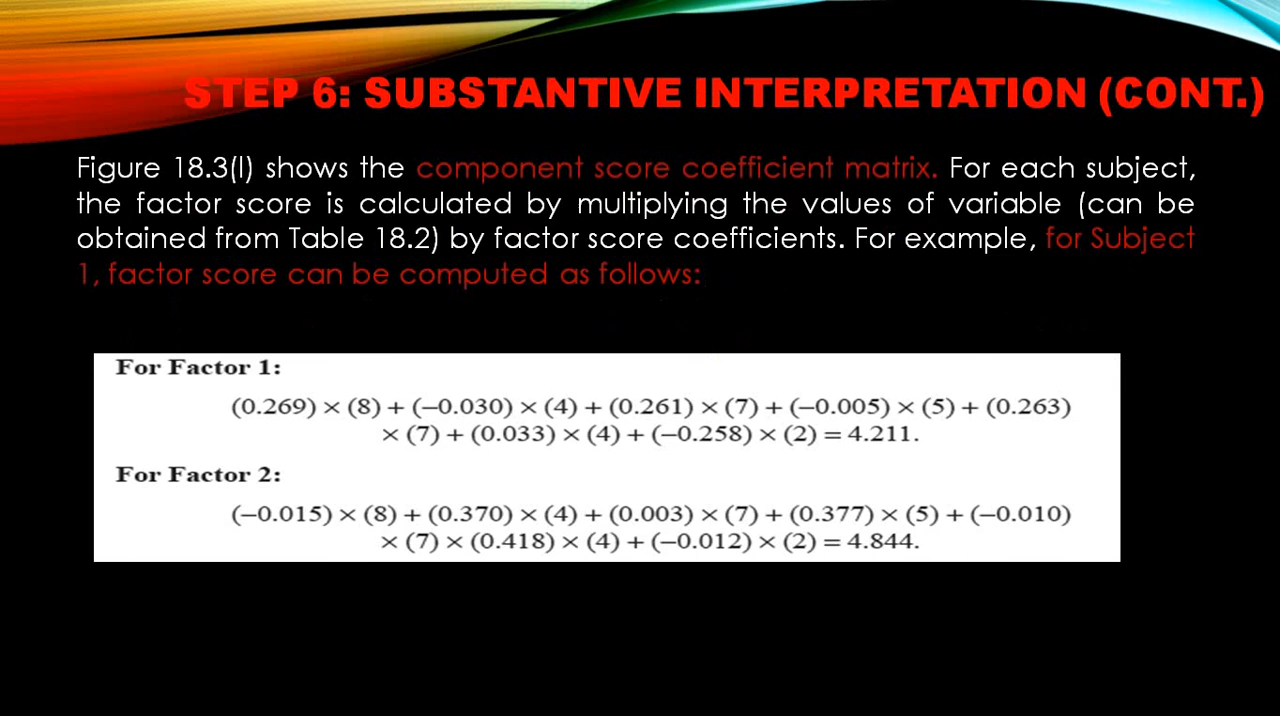 STEP 6: SUBSTANTIVE INTERPRETATION (CONT.)
Figure 18.3(l) shows the component score coefficient matrix. For each subject,
the factor score is calculated by multiplying the values of variable (can be
obtained from Table 18.2) by factor score coefficients. For example, for Subject
1, factor score can be computed as follows:
For Factor 1:
(0.269) × (8) + (−0.030) × (4) + (0.261) × (7) + (−0.005) × (5) + (0.263)
× (7) + (0.033) × (4) + (−0.258) × (2) = 4.211.
For Factor 2:
(−0.015) × (8) + (0.370) × (4) + (0.003) × (7) + (0.377) × (5) + (−0.010)
× (7) × (0.418) × (4) + (−0.012) × (2) = 4.844.